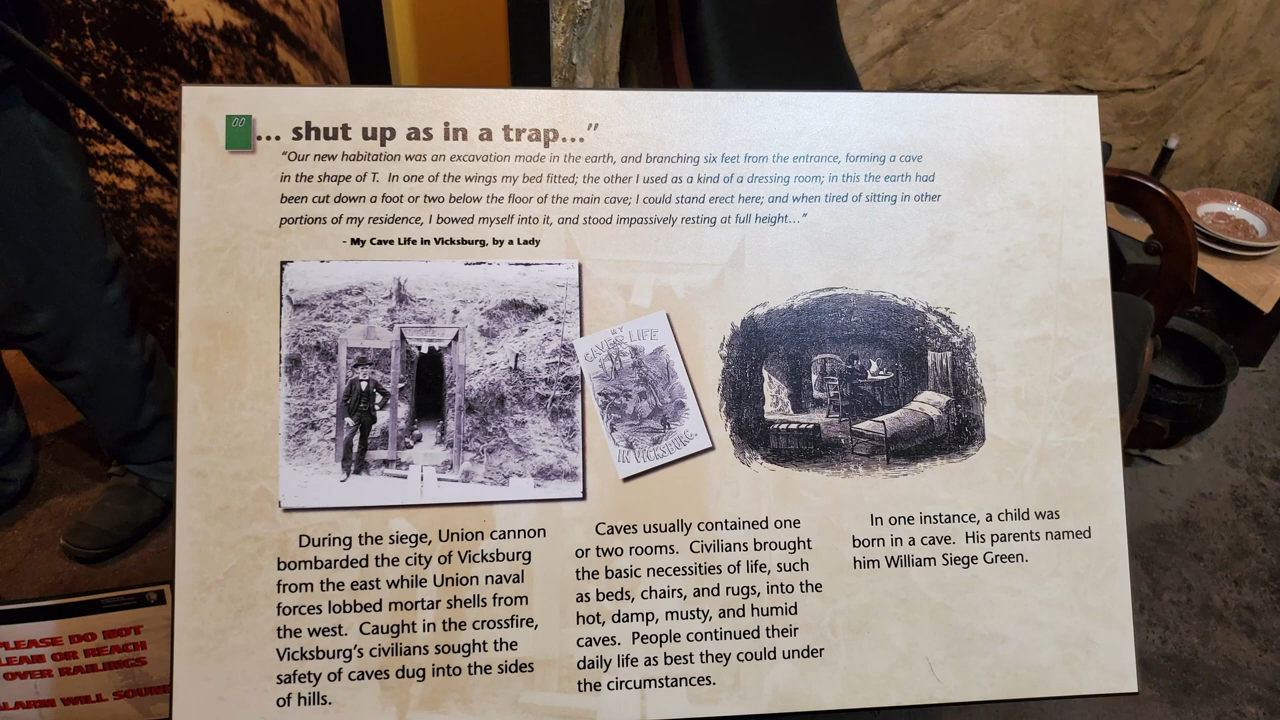 ... shut up as in a trap..."
"Our new habitation was an excavation made in the earth, and branching six feet from the entrance, forming a cave
in the shape of T. In one of the wings my bed fitted; the other I used as a kind of a dressing room; in this the earth had
been cut down a foot or two below the floor of the main cave; I could stand erect here; and when tired of sitting in other
portions of my residence, I bowed myself into it, and stood impassively resting at full height..."
- My Cave Life in Vicksburg, by a Lady
MY
CAVE LIFE
IN VICKSBURG.
During the siege, Union cannon
bombarded the city of Vicksburg
from the east while Union naval
forces lobbed mortar shells from
the west. Caught in the crossfire,
Vicksburg's civilians sought the
safety of caves dug into the sides
of hills.
Caves usually contained one
or two rooms. Civilians brought
the basic necessities of life, such
as beds, chairs, and rugs, into the
hot, damp, musty, and humid
caves. People continued their
daily life as best they could under
the circumstances.
In one instance, a child was
born in a cave. His parents named
him William Siege Green.
PLEASE DO NOT
LEAN OR REACH
OVER RAILINGS
ALARM WILL SOUND